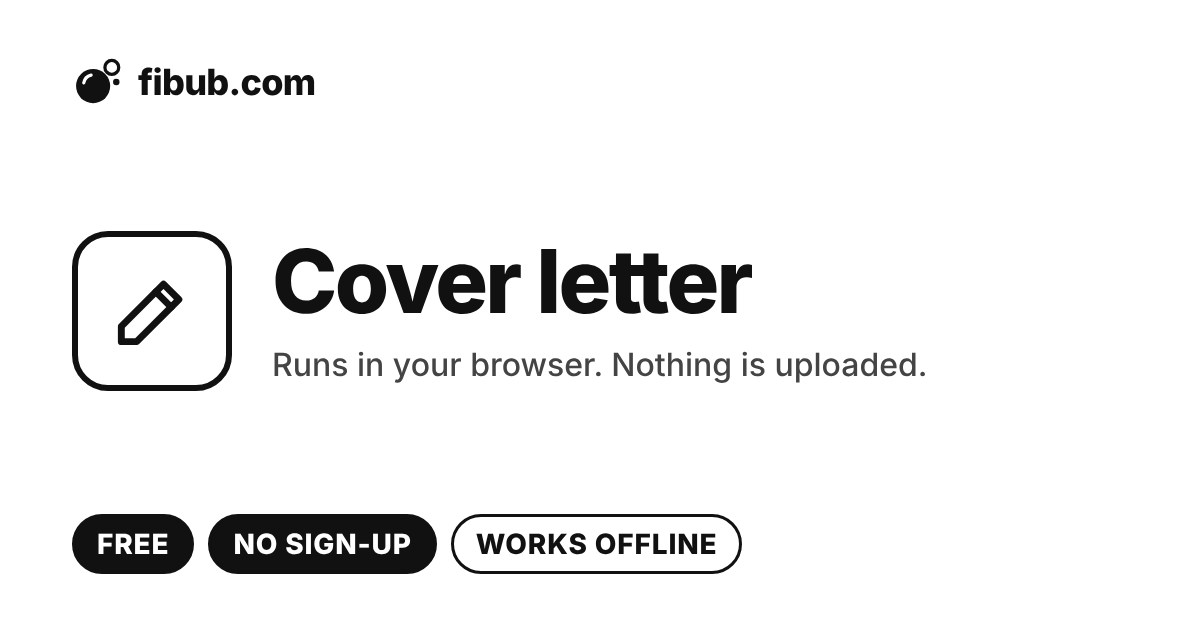 fibub.com
Cover letter
Runs in your browser. Nothing is uploaded.
FREE NO SIGN-UP WORKS OFFLINE